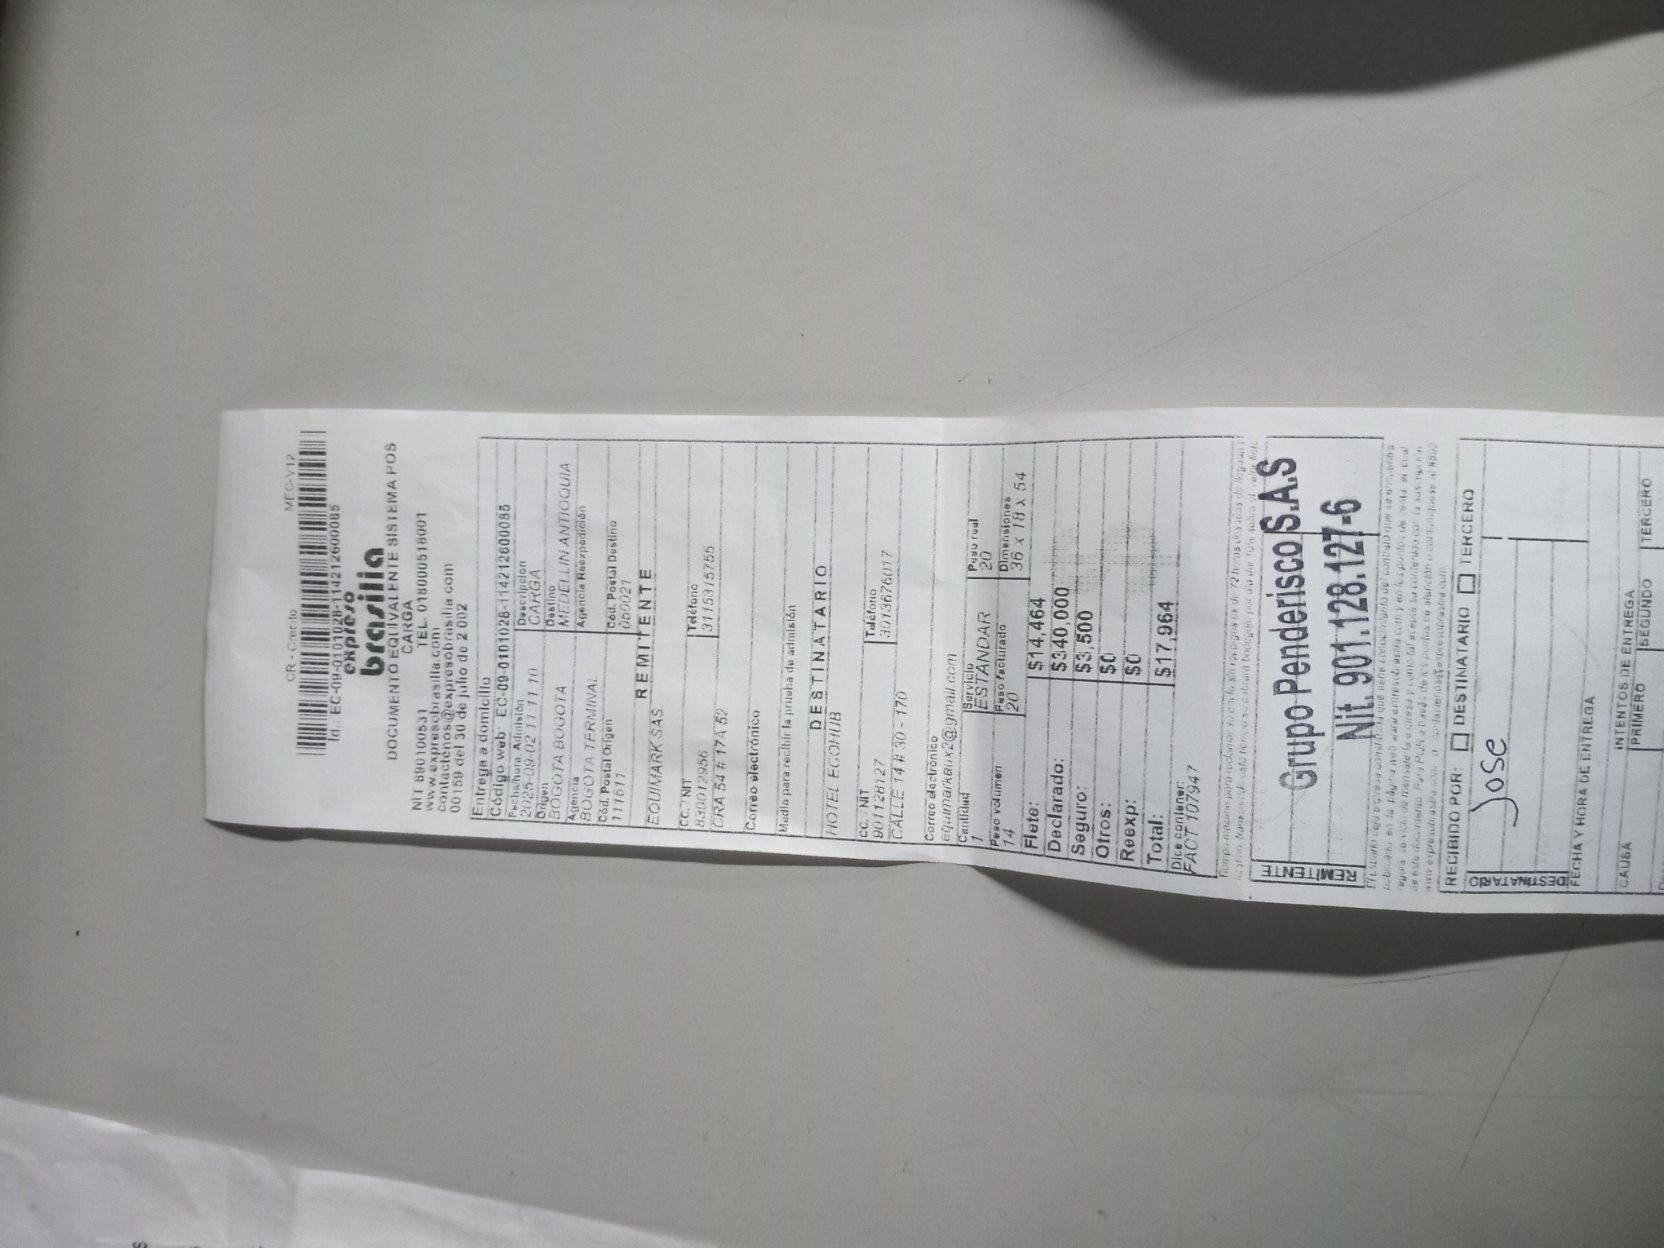 CR - Credito MFC-V12
Id.: EC-09-0101028-114212600085
expreso
brasilia
DOCUMENTO EQUIVALENTE SISTEMA POS
CARGA
NIT 890100531 TEL. 018000518001
www.expresobrasilia.com
contactenos@expresobrasilia.com
00159 del 30 de julio de 2 002
Entrega a domicilio
Código web: EC-09-0101028-114212600085
Fecha/hora Admisión Descripción
2025-09-02 11:11:10 CARGA
Origen Destino
BOGOTA BOGOTA MEDELLIN ANTIOQUIA
Agencia Agencia Reexpedición
BOGOTA TERMINAL
Cód. Postal Origen Cód. Postal Destino
111611 050021
REMITENTE
EQUIMARK SAS
CC. / NIT Teléfono
830012956 3115315755
CRA 54 # 17A 52
Correo electrónico
Medio para recibir la prueba de admisión
DESTINATARIO
HOTEL ECOHUB
CC. / NIT Teléfono
901128127 3013676017
CALLE 14 # 30 - 170
Correo electrónico
equimarkaux2@gmail.com
Cantidad Servicio Peso real
1 ESTANDAR 20
Peso volumen Peso facturado Dimensiones
14 20 36 x 18 x 54
Flete: $14,464
Declarado: $340,000
Seguro: $3,500
Otros: $0
Reexp: $0
Total: $17,964
Dice contener:
FACT 107947
REMITENTE
Grupo Penderisco S.A.S
Nit. 901.128.127-6
RECIBIDO POR: DESTINATARIO TERCERO
DESTINATARIO
Jose
FECHA Y HORA DE ENTREGA
INTENTOS DE ENTREGA
CAUSA PRIMERO SEGUNDO TERCERO